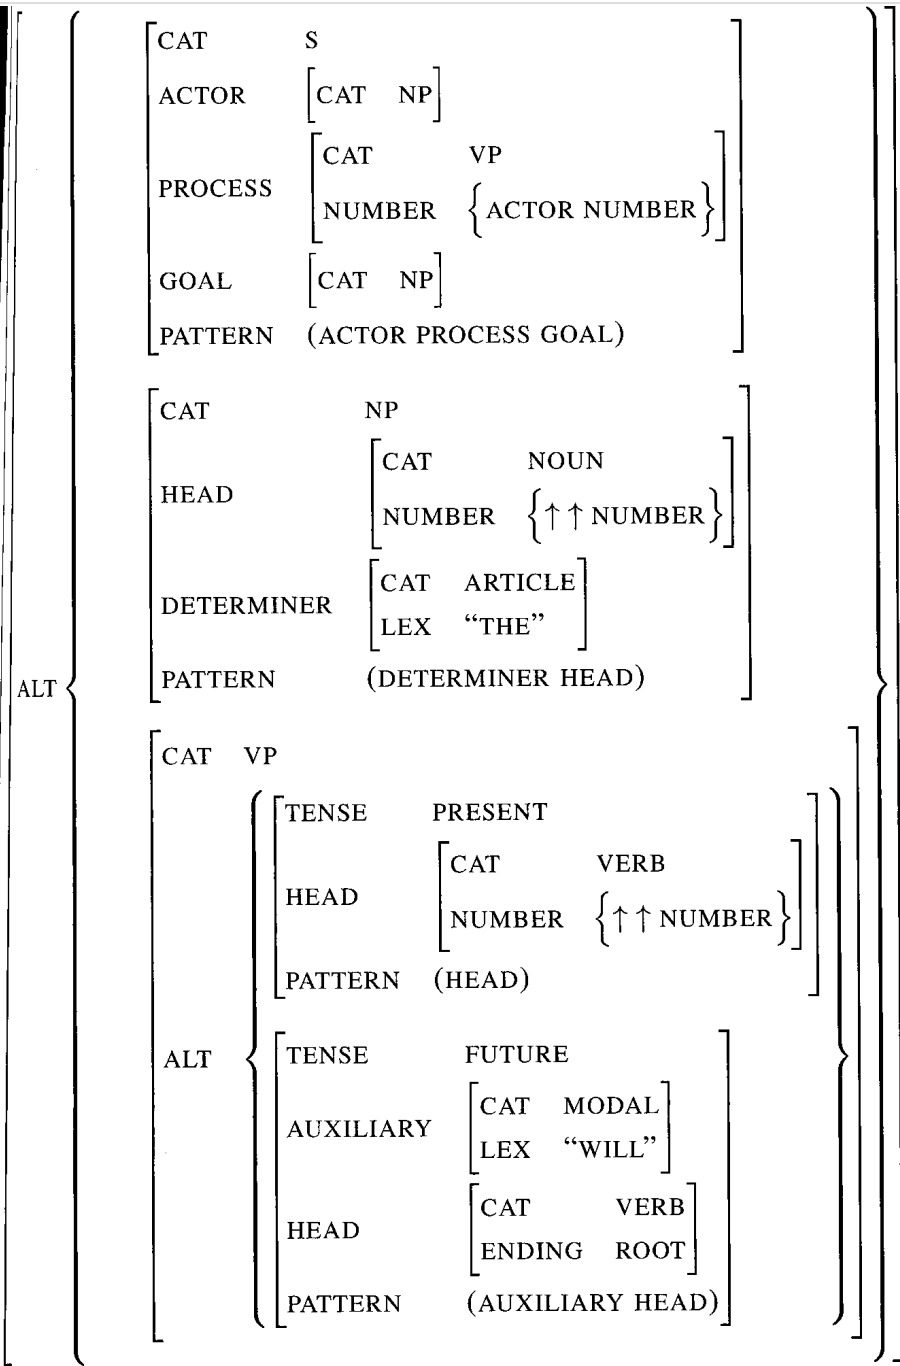 CAT S
ACTOR [CAT NP]
CAT VP
PROCESS
NUMBER {ACTOR NUMBER}
GOAL [CAT NP]
PATTERN (ACTOR PROCESS GOAL)
CAT NP
CAT NOUN
HEAD
NUMBER {↑ ↑ NUMBER}
CAT ARTICLE
DETERMINER
LEX “THE”
PATTERN (DETERMINER HEAD)
ALT
CAT VP
TENSE PRESENT
CAT VERB
HEAD
NUMBER {↑ ↑ NUMBER}
PATTERN (HEAD)
ALT
TENSE FUTURE
CAT MODAL
AUXILIARY
LEX “WILL”
CAT VERB
HEAD
ENDING ROOT
PATTERN (AUXILIARY HEAD)